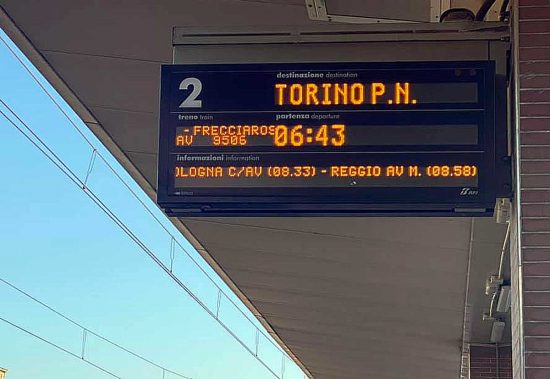 2
destinazione destination
TORINO P.N.
treno train
partenza departure
- FRECCIAROS
AV 9506
06:43
informazioni information
OLOGNA C/AV (08.33) - REGGIO AV M. (08.58)
RFI